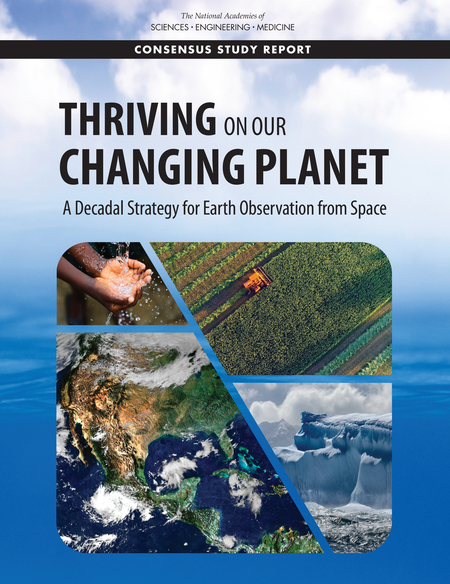 The National Academies of
SCIENCES • ENGINEERING • MEDICINE
CONSENSUS STUDY REPORT
THRIVING ON OUR
CHANGING PLANET
A Decadal Strategy for Earth Observation from Space